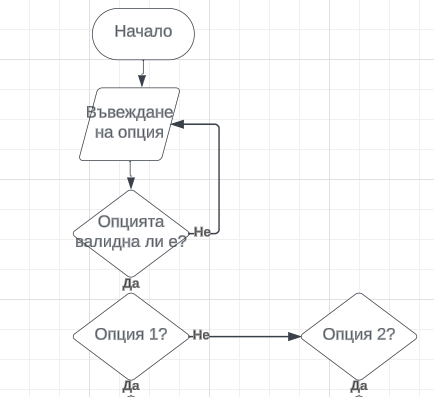 Начало
Въвеждане
на опция
Опцията
валидна ли е?
Не
Да
Опция 1?
Не
Опция 2?
Да
Да